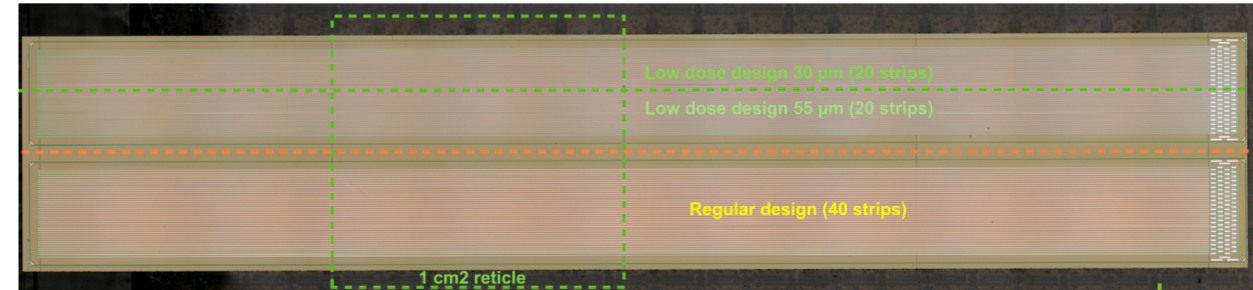 Low dose design 30 µm (20 strips)
Low dose design 55 µm (20 strips)
Regular design (40 strips)
1 cm2 reticle